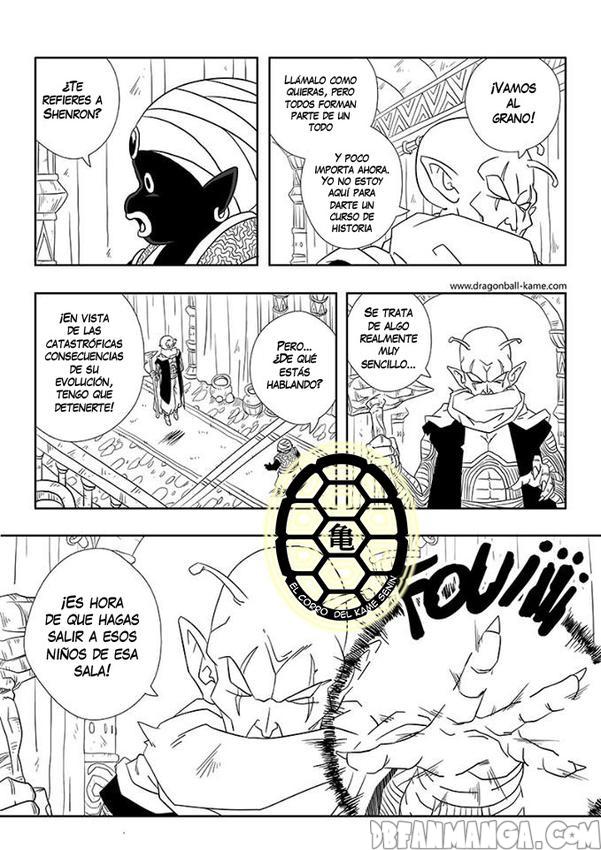 ¿TE
REFIERES A
SHENRON?
LLÁMALO COMO
QUIERAS, PERO
TODOS FORMAN
PARTE DE UN
TODO
Y POCO
IMPORTA AHORA.
YO NO ESTOY
AQUÍ PARA
DARTE UN
CURSO DE
HISTORIA
¡VAMOS
AL
GRANO!
www.dragonball-kame.com
¡EN VISTA
DE LAS
CATASTRÓFICAS
CONSECUENCIAS
DE SU
EVOLUCIÓN,
TENGO QUE
DETENERTE!
PERO...
¿DE QUÉ
ESTÁS
HABLANDO?
SE TRATA
DE ALGO
REALMENTE
MUY
SENCILLO...
亀
EL CORRO DEL KAME SENIN
¡ES HORA
DE QUE HAGAS
SALIR A ESOS
NIÑOS DE ESA
SALA!
FOUiiii
DBFANMANGA.COM